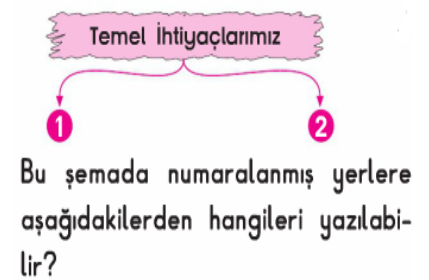 Temel İhtiyaçlarımız
1
2
Bu şemada numaralanmış yerlere
aşağıdakilerden hangileri yazılabi-
lir?